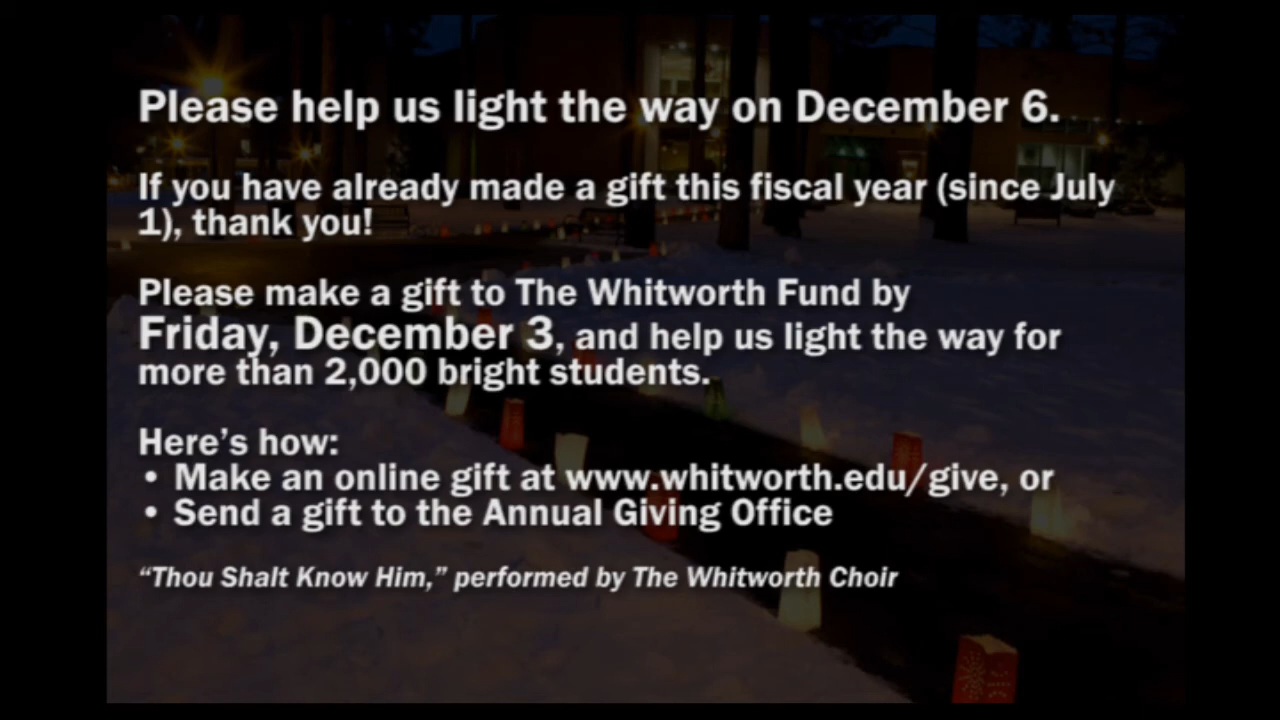 Please help us light the way on December 6.
If you have already made a gift this fiscal year (since July
1), thank you!
Please make a gift to The Whitworth Fund by
Friday, December 3, and help us light the way for
more than 2,000 bright students.
Here’s how:
• Make an online gift at www.whitworth.edu/give, or
• Send a gift to the Annual Giving Office
“Thou Shalt Know Him,” performed by The Whitworth Choir